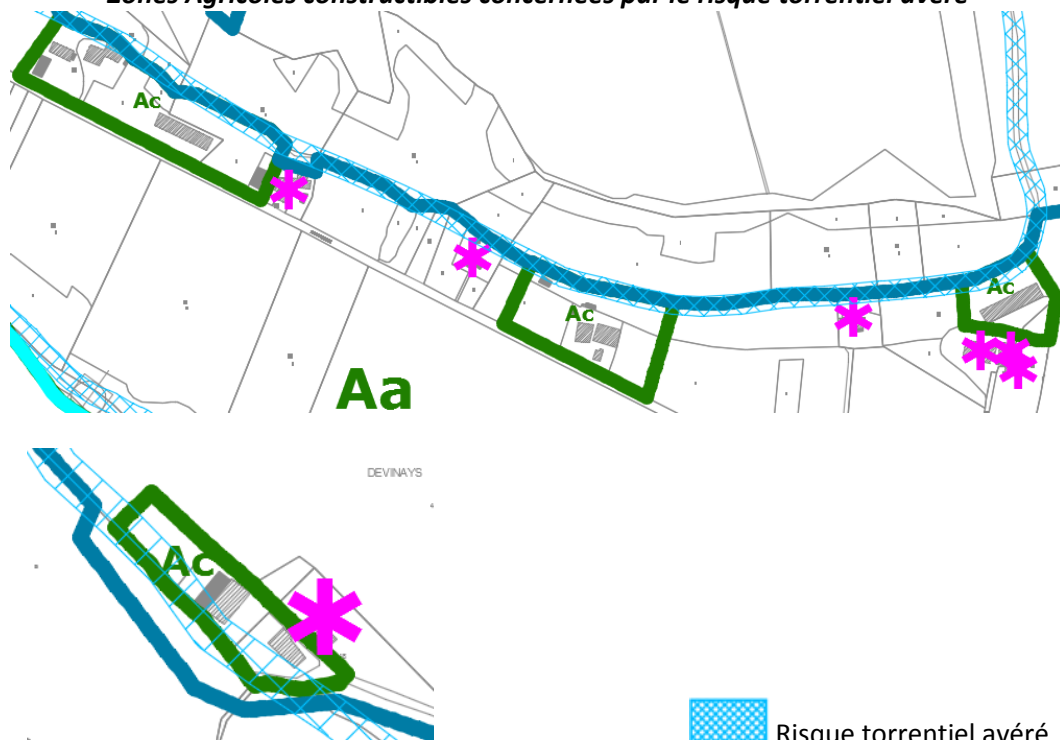 Zones Agricoles constructibles concernées par le risque torrentiel avéré
Ac
Ac
Ac
Aa
DEVINAYS
Ac
Risque torrentiel avéré